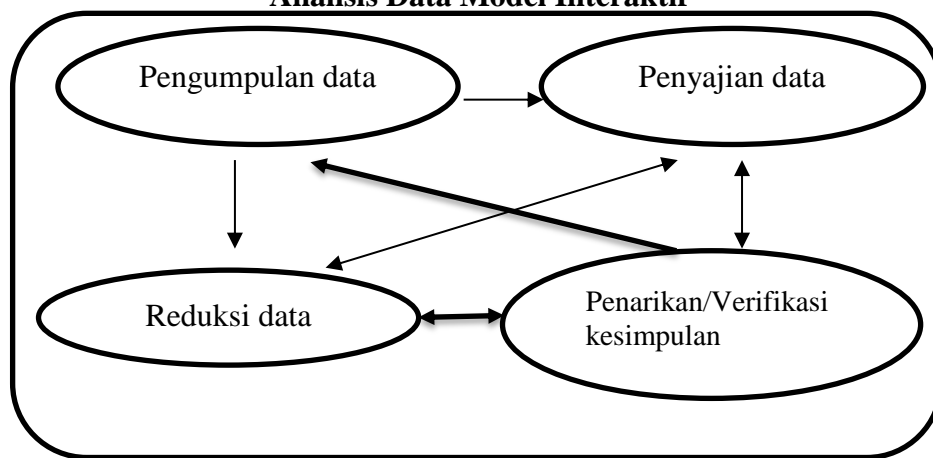 Analisis Data Model Interaktif
Pengumpulan data
Penyajian data
Reduksi data
Penarikan/Verifikasi
kesimpulan